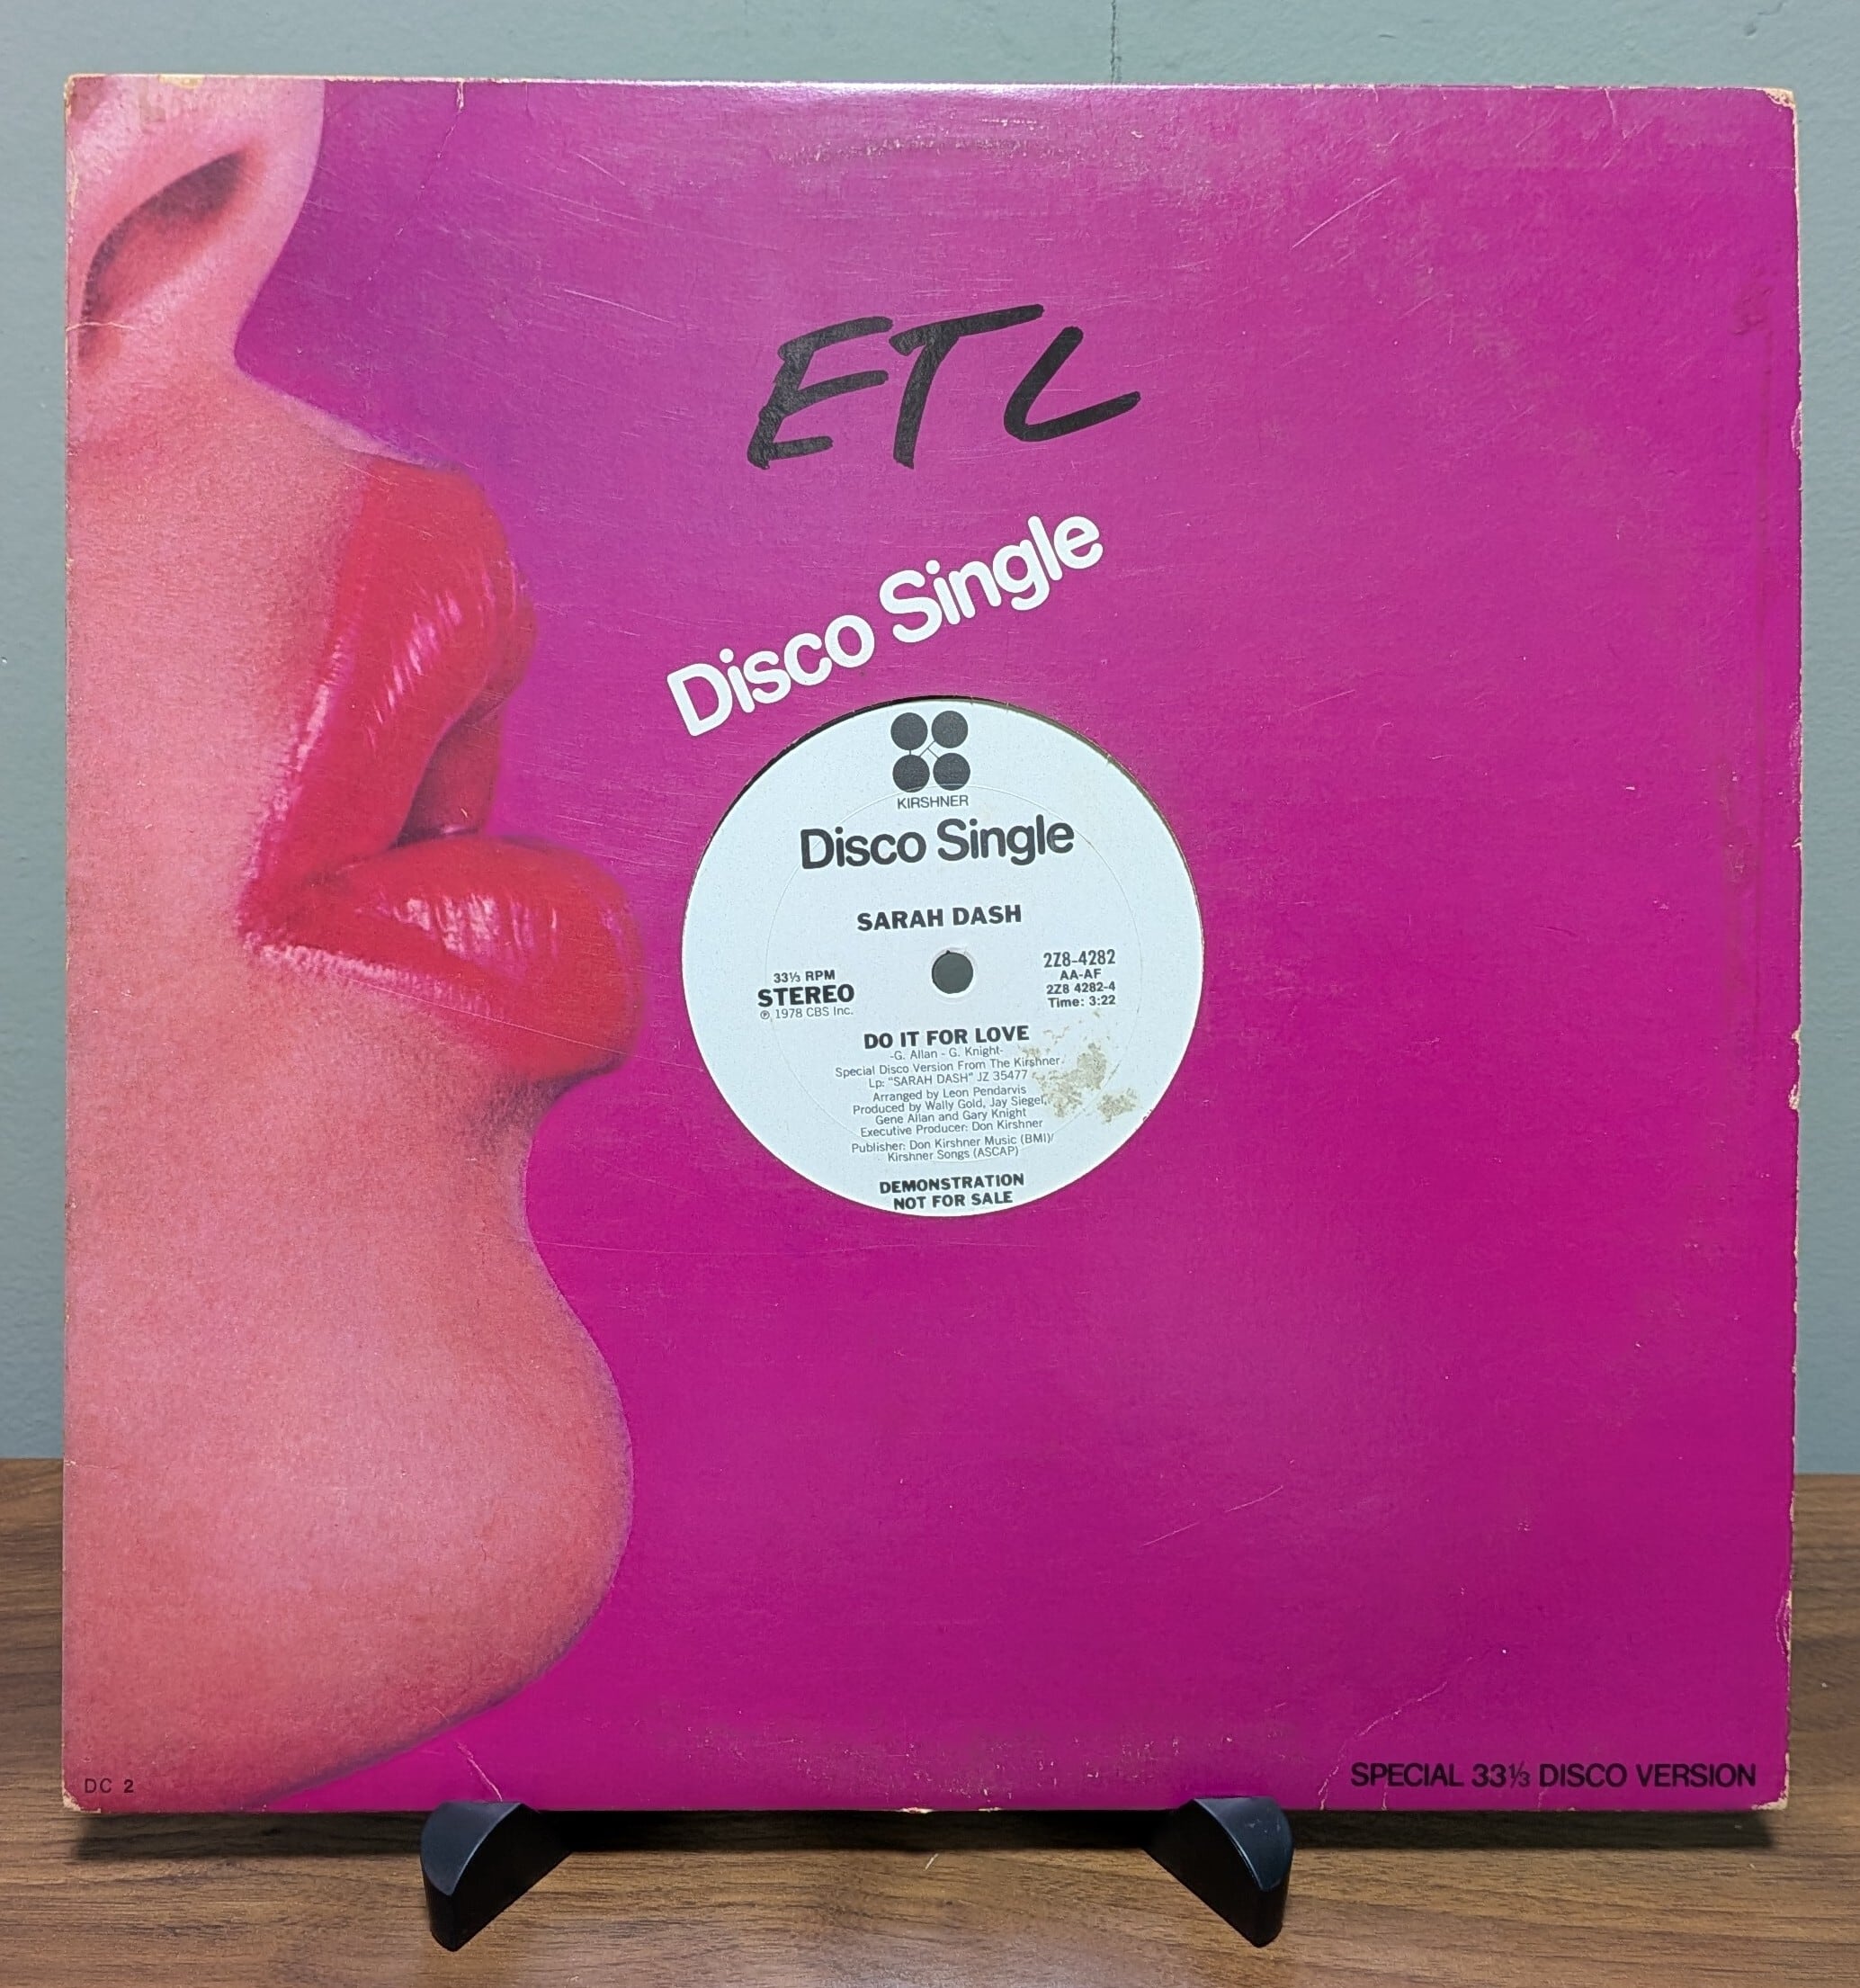 ETL
Disco Single
KIRSHNER
Disco Single
SARAH DASH
33⅓ RPM
STEREO
℗ 1978 CBS Inc.
2Z8-4282
AA-AF
2Z8 4282-4
Time: 3:22
DO IT FOR LOVE
-G. Allan - G. Knight-
Special Disco Version From The Kirshner
Lp: "SARAH DASH" JZ 35477
Arranged by Leon Pendarvis
Produced by Wally Gold, Jay Siegel,
Gene Allan and Gary Knight
Executive Producer: Don Kirshner
Publisher: Don Kirshner Music (BMI)/
Kirshner Songs (ASCAP)
DEMONSTRATION
NOT FOR SALE
DC 2
SPECIAL 33⅓ DISCO VERSION